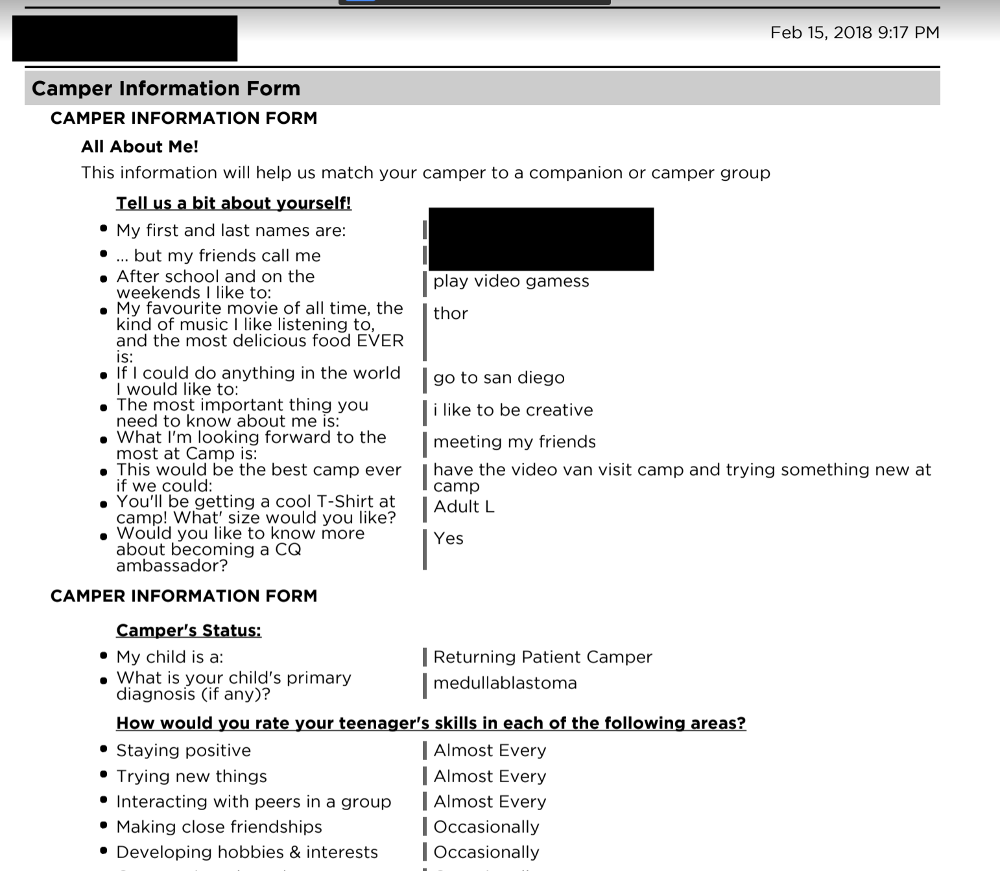 Feb 15, 2018 9:17 PM
Camper Information Form
CAMPER INFORMATION FORM
All About Me!
This information will help us match your camper to a companion or camper group
Tell us a bit about yourself!
• My first and last names are:
• ... but my friends call me
• After school and on the
weekends I like to:
play video gamess
• My favourite movie of all time, the
kind of music I like listening to,
and the most delicious food EVER
is:
thor
• If I could do anything in the world
I would like to:
go to san diego
• The most important thing you
need to know about me is:
i like to be creative
• What I'm looking forward to the
most at Camp is:
meeting my friends
• This would be the best camp ever
if we could:
have the video van visit camp and trying something new at
camp
• You'll be getting a cool T-Shirt at
camp! What' size would you like?
Adult L
• Would you like to know more
about becoming a CQ
ambassador?
Yes
CAMPER INFORMATION FORM
Camper's Status:
• My child is a:
Returning Patient Camper
• What is your child's primary
diagnosis (if any)?
medullablastoma
How would you rate your teenager's skills in each of the following areas?
• Staying positive
Almost Every
• Trying new things
Almost Every
• Interacting with peers in a group
Almost Every
• Making close friendships
Occasionally
• Developing hobbies & interests
Occasionally